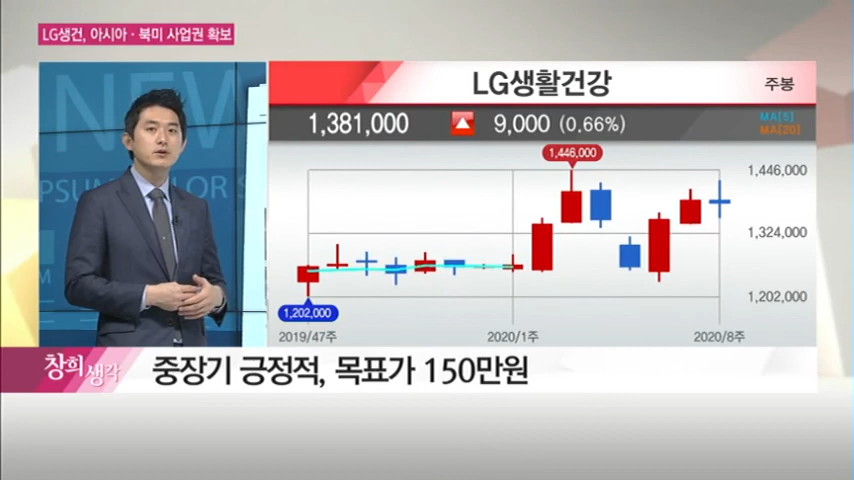 LG생건, 아시아·북미 사업권 확보
NEW
PSUM DOLOR S
M
LG생활건강
주봉
1,381,000 9,000 (0.66%)
MA[5]
MA[20]
1,446,000
1,446,000
1,324,000
1,202,000
1,202,000
2019/47주 2020/1주 2020/8주
창희생각
중장기 긍정적, 목표가 150만원